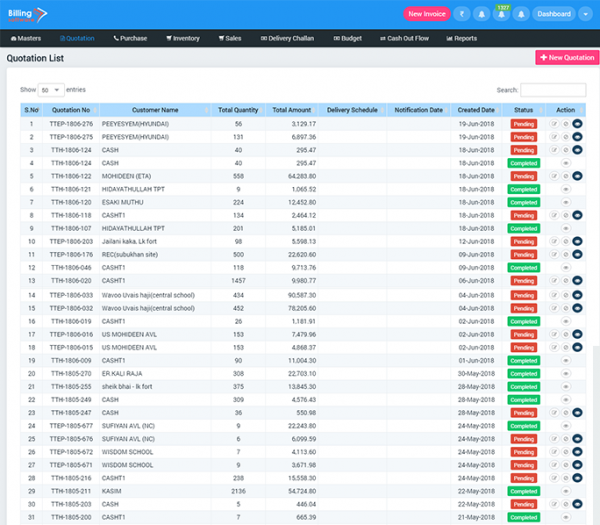 Billing
New Invoice ₹ 1327 Dashboard
Masters Quotation Purchase Inventory Sales Delivery Challan Budget Cash Out Flow Reports
Quotation List
+ New Quotation
Show 50 entries Search:
S.No Quotation No Customer Name Total Quantity Total Amount Delivery Schedule Notification Date Created Date Status Action
1 TTEP-1806-276 PEEYESYEM(HYUNDAI) 56 3,129.17 19-Jun-2018 Pending
2 TTEP-1806-275 PEEYESYEM(HYUNDAI) 131 6,897.36 19-Jun-2018 Pending
3 TTH-1806-124 CASH 40 295.47 18-Jun-2018 Pending
4 TTH-1806-124 CASH 40 295.47 18-Jun-2018 Completed
5 TTH-1806-122 MOHIDEEN (ETA) 558 64,283.80 18-Jun-2018 Pending
6 TTH-1806-121 HIDAYATHULLAH TPT 9 1,065.52 18-Jun-2018 Completed
7 TTH-1806-120 ESAKI MUTHU 224 12,452.80 18-Jun-2018 Completed
8 TTH-1806-118 CASHT1 134 2,464.12 18-Jun-2018 Pending
9 TTH-1806-107 HIDAYATHULLAH TPT 201 5,185.01 18-Jun-2018 Completed
10 TTEP-1806-203 Jailani kaka, Lk fort 98 5,598.13 12-Jun-2018 Pending
11 TTEP-1806-176 REC(subukhan site) 500 22,620.60 09-Jun-2018 Pending
12 TTH-1806-046 CASHT1 118 9,713.76 06-Jun-2018 Completed
13 TTH-1806-020 CASHT1 1457 9,980.77 06-Jun-2018 Pending
14 TTEP-1806-033 Wavoo Uvais haji(central school) 434 90,587.30 04-Jun-2018 Pending
15 TTEP-1806-032 Wavoo Uvais haji(central school) 452 78,205.60 04-Jun-2018 Pending
16 TTH-1806-019 CASHT1 26 1,181.91 02-Jun-2018 Completed
17 TTEP-1806-016 US MOHIDEEN AVL 153 7,479.96 02-Jun-2018 Pending
18 TTEP-1806-015 US MOHIDEEN AVL 153 4,868.37 02-Jun-2018 Pending
19 TTH-1806-009 CASHT1 90 11,004.30 01-Jun-2018 Completed
20 TTH-1805-270 ER.KALI RAJA 308 22,703.10 30-May-2018 Completed
21 TTH-1805-255 sheik bhai - lk fort 375 13,845.30 28-May-2018 Completed
22 TTH-1805-249 CASH 309 4,576.43 28-May-2018 Completed
23 TTH-1805-247 CASH 36 550.98 28-May-2018 Pending
24 TTEP-1805-677 SUFIYAN AVL (NC) 9 22,243.80 24-May-2018 Completed
25 TTEP-1805-676 SUFIYAN AVL (NC) 6 6,099.59 24-May-2018 Pending
26 TTEP-1805-672 WISDOM SCHOOL 7 4,113.60 24-May-2018 Pending
27 TTEP-1805-671 WISDOM SCHOOL 9 3,671.98 24-May-2018 Pending
28 TTH-1805-216 CASHT1 238 15,558.30 24-May-2018 Pending
29 TTH-1805-211 KASIM 2136 54,724.80 22-May-2018 Completed
30 TTH-1805-203 CASH 5 446.04 22-May-2018 Pending
31 TTH-1805-200 CASHT1 7 665.39 21-May-2018 Completed